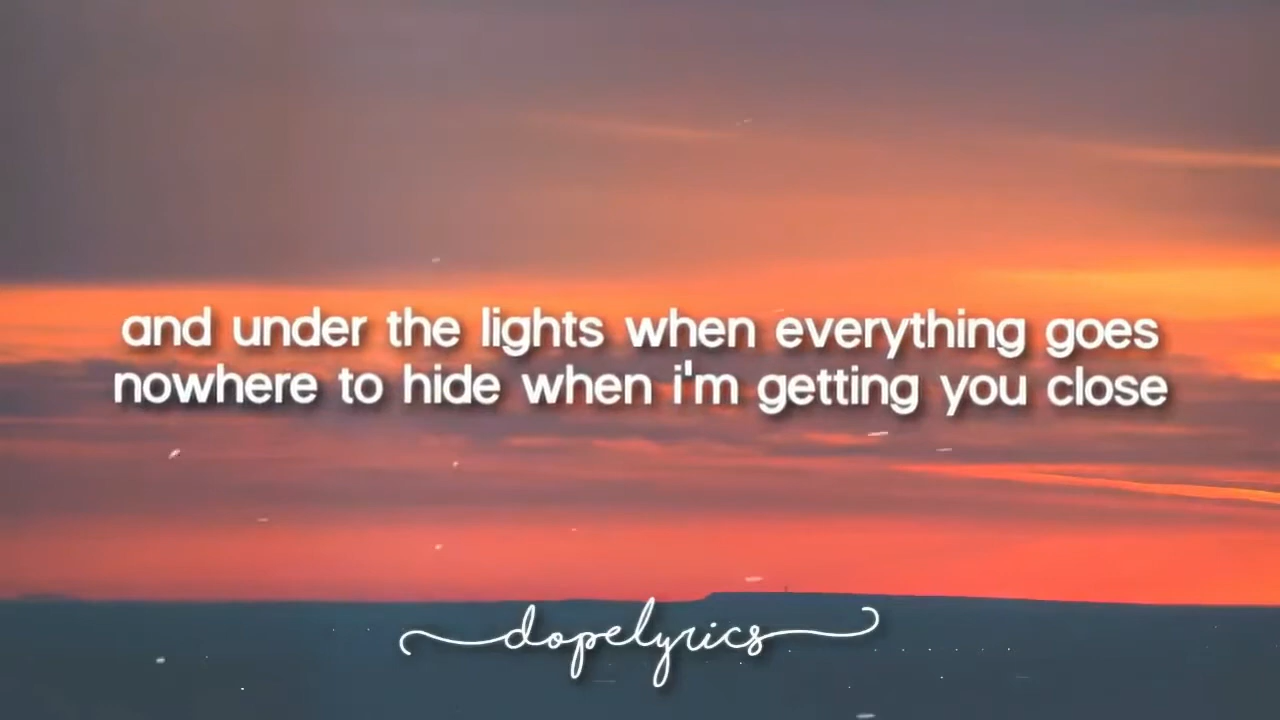 and under the lights when everything goes
nowhere to hide when i'm getting you close
dopelyrics